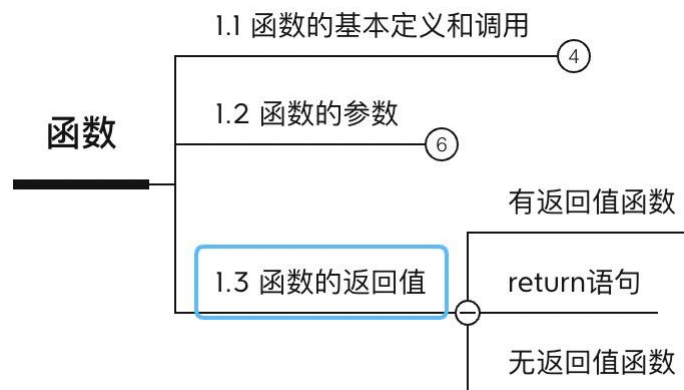 1.1 函数的基本定义和调用
4
函数
1.2 函数的参数
6
1.3 函数的返回值
有返回值函数
return语句
无返回值函数